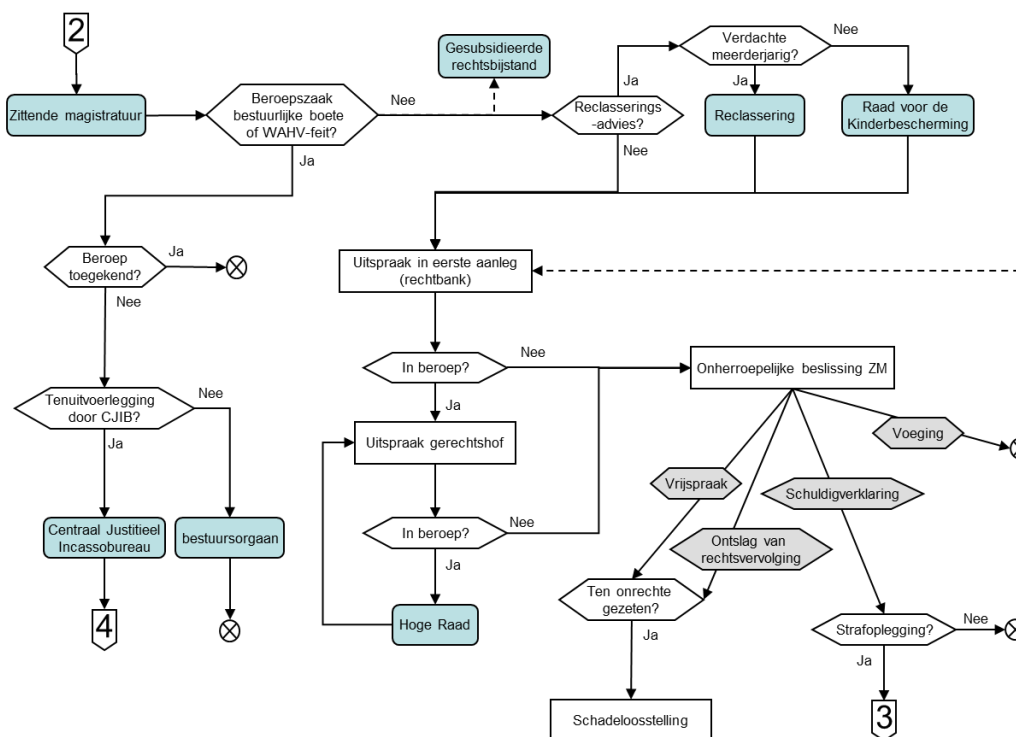 2
Zittende magistratuur
Beroepszaak
bestuurlijke boete
of WAHV-feit?
Nee
Ja
Gesubsidieerde
rechtsbijstand
Reclasserings
-advies?
Ja
Nee
Verdachte
meerderjarig?
Nee
Ja
Reclassering
Raad voor de
Kinderbescherming
Beroep
toegekend?
Ja
Nee
Uitspraak in eerste aanleg
(rechtbank)
In beroep?
Nee
Ja
Onherroepelijke beslissing ZM
Tenuitvoerlegging
door CJIB?
Nee
Ja
Uitspraak gerechtshof
Voeging
Vrijspraak
Schuldigverklaring
Centraal Justitieel
Incassobureau
bestuursorgaan
In beroep?
Nee
Ja
Ontslag van
rechtsvervolging
Ten onrechte
gezeten?
Ja
4
Hoge Raad
Strafoplegging?
Nee
Ja
Schadeloosstelling
3